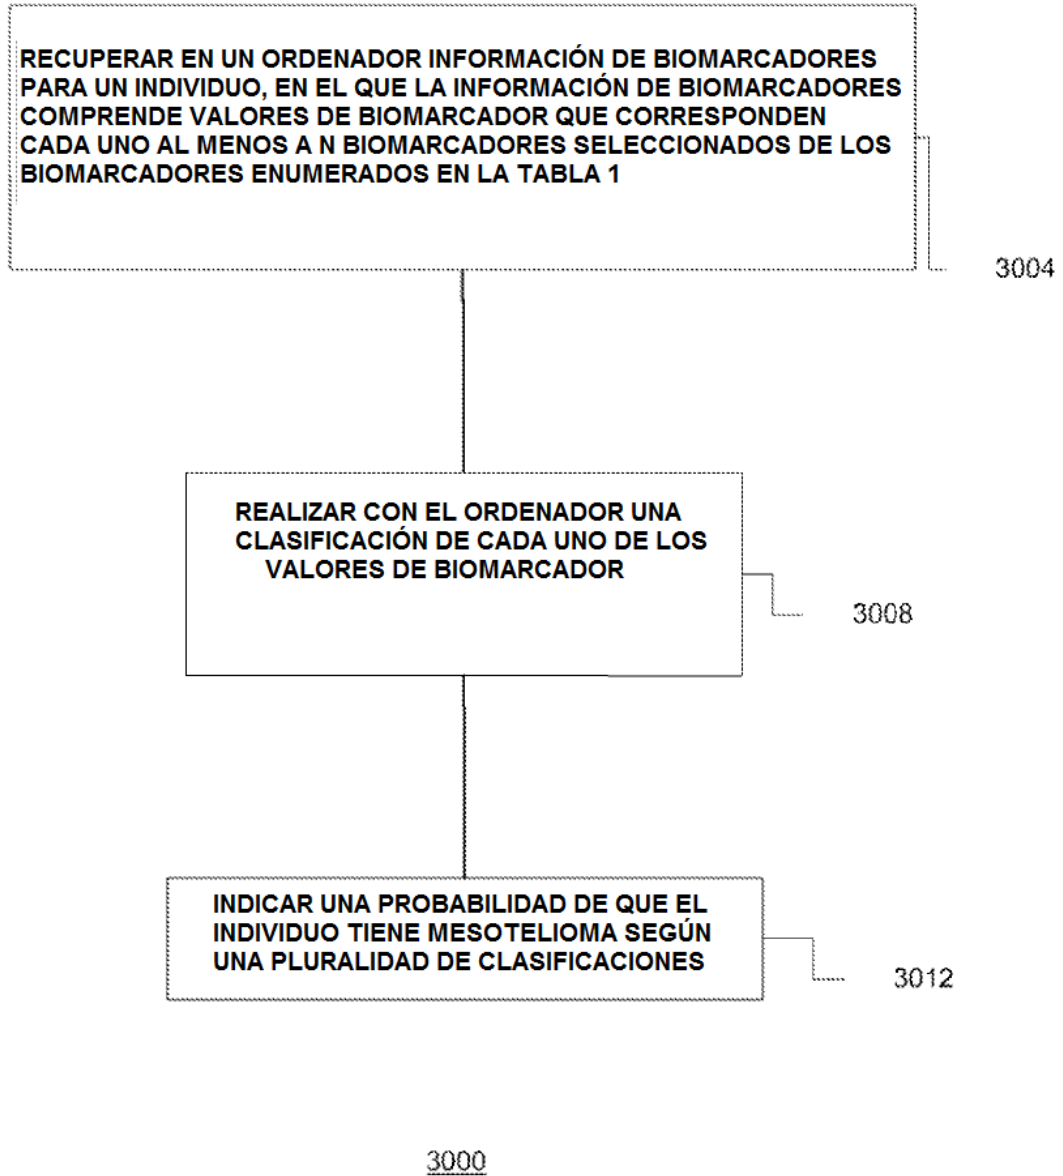 RECUPERAR EN UN ORDENADOR INFORMACIÓN DE BIOMARCADORES
PARA UN INDIVIDUO, EN EL QUE LA INFORMACIÓN DE BIOMARCADORES
COMPRENDE VALORES DE BIOMARCADOR QUE CORRESPONDEN
CADA UNO AL MENOS A N BIOMARCADORES SELECCIONADOS DE LOS
BIOMARCADORES ENUMERADOS EN LA TABLA 1
3004
REALIZAR CON EL ORDENADOR UNA
CLASIFICACIÓN DE CADA UNO DE LOS
VALORES DE BIOMARCADOR
3008
INDICAR UNA PROBABILIDAD DE QUE EL
INDIVIDUO TIENE MESOTELIOMA SEGÚN
UNA PLURALIDAD DE CLASIFICACIONES
3012
3000